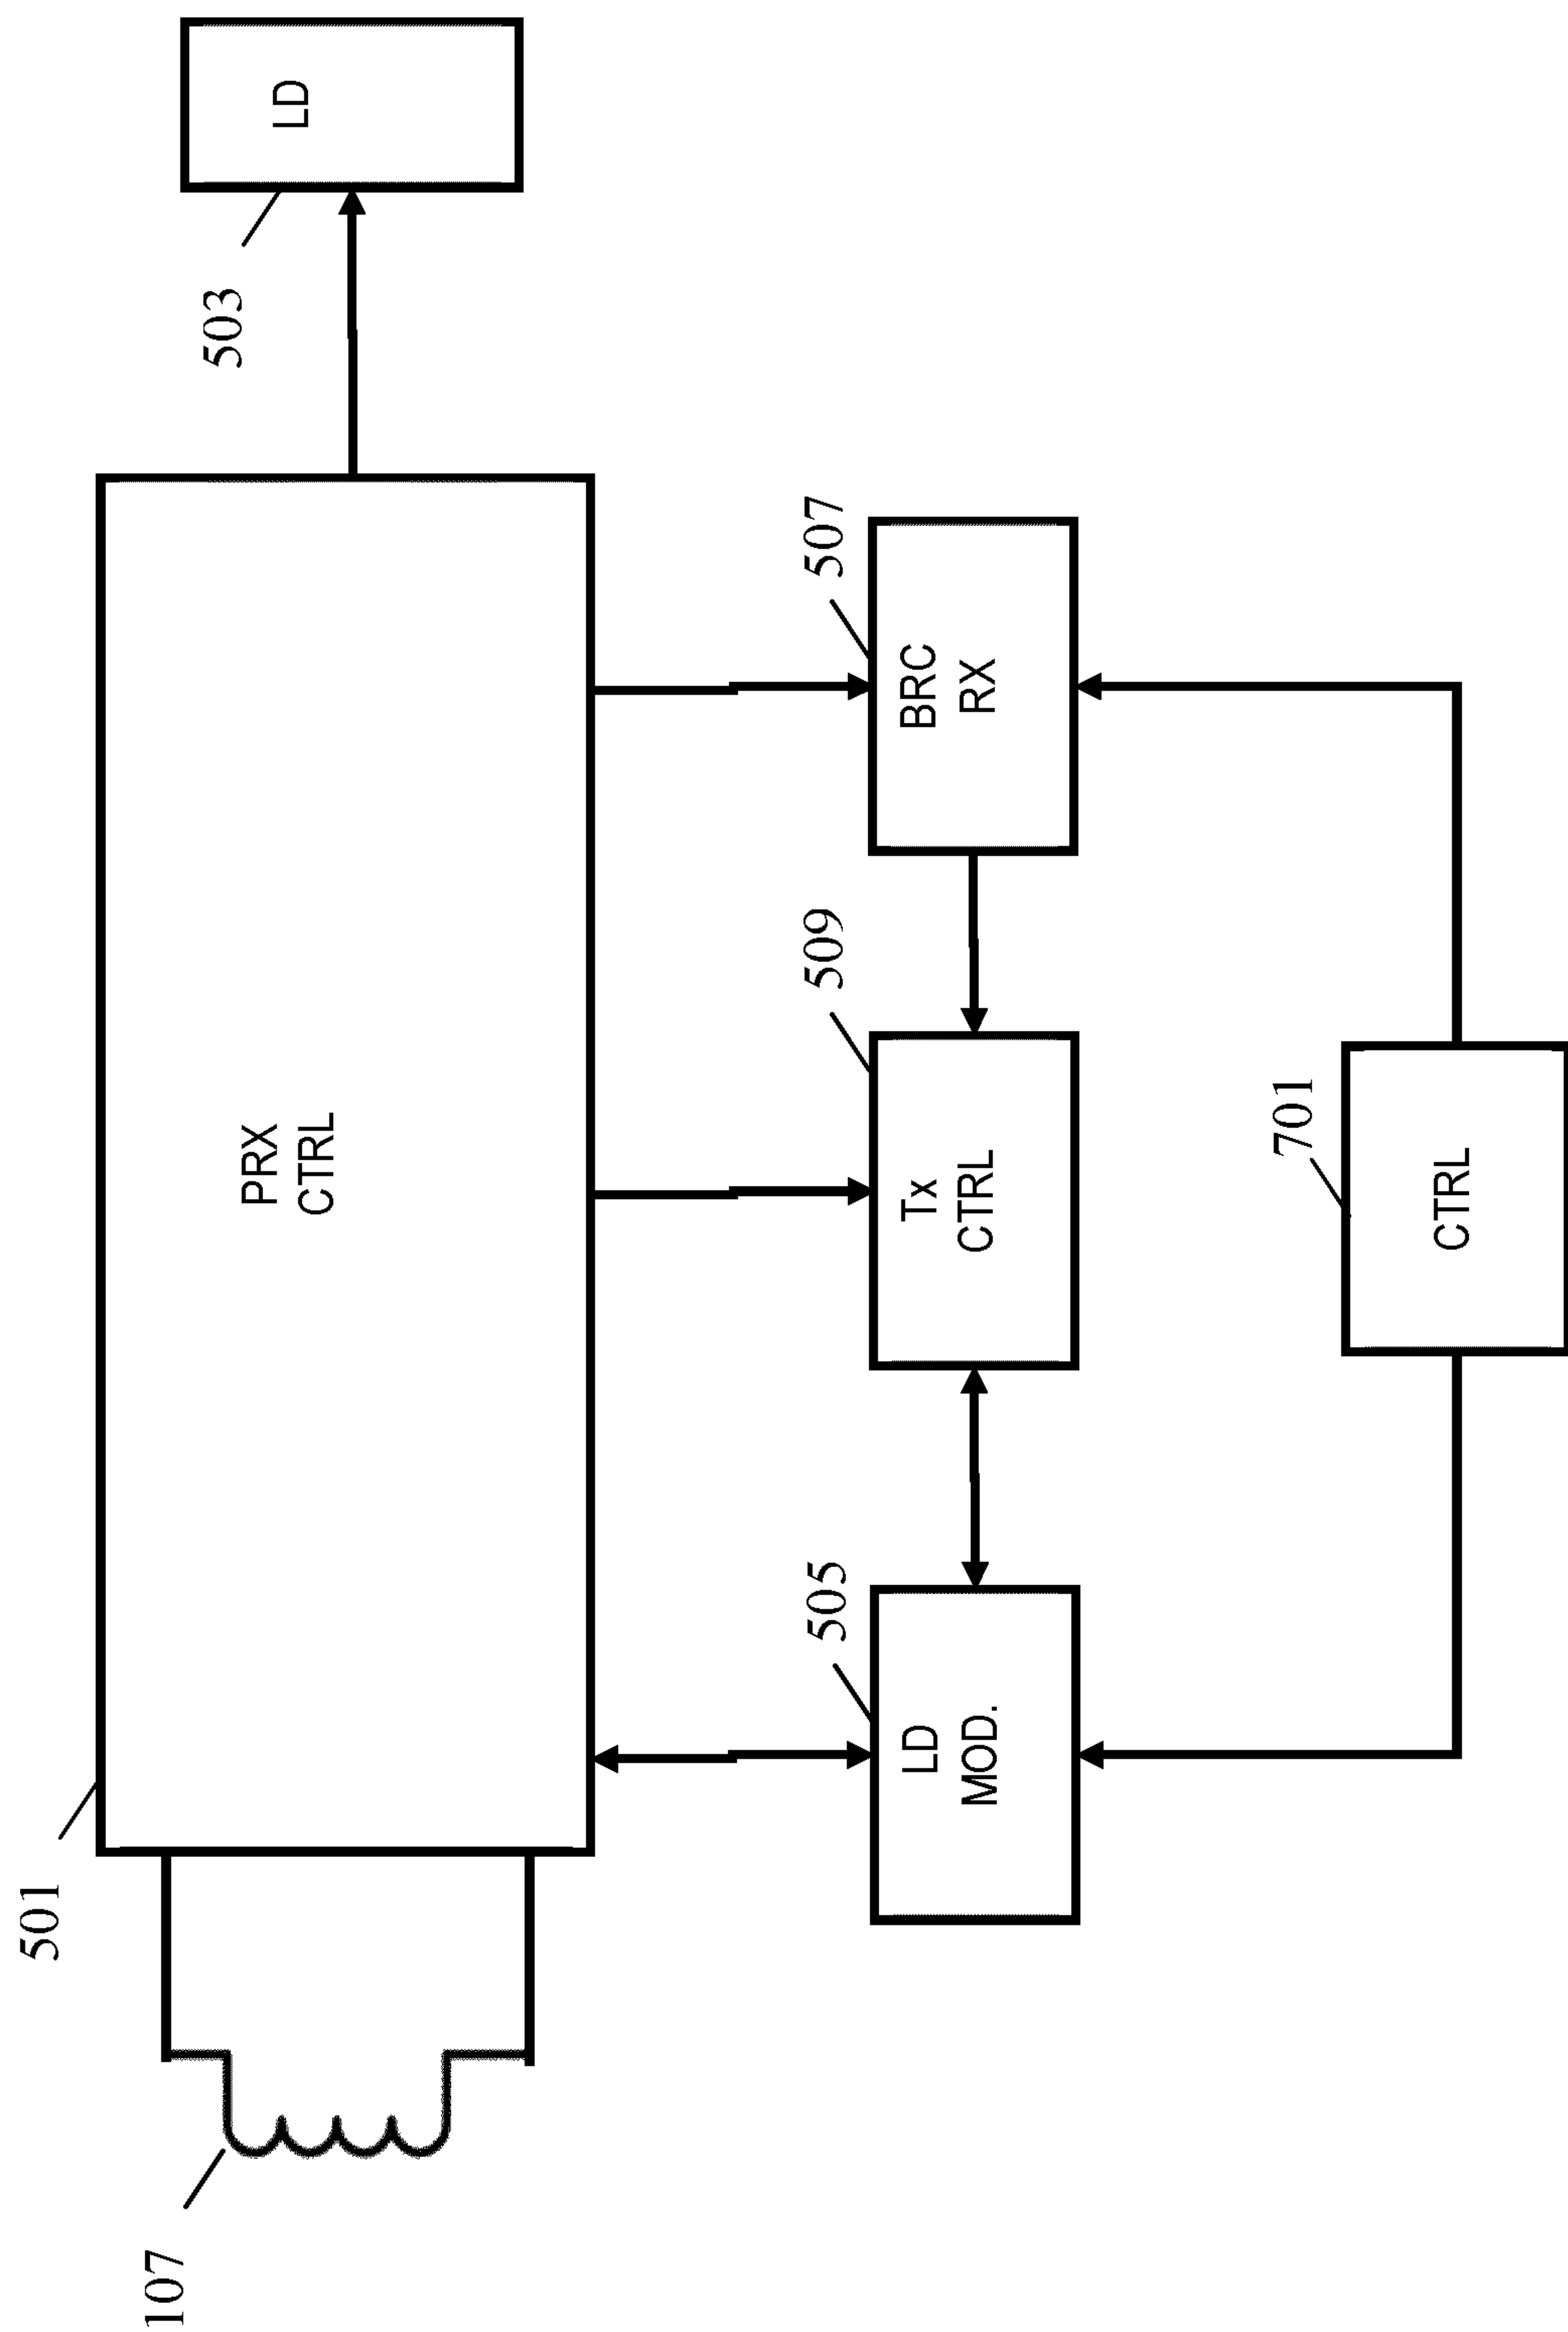 501
PRX
CTRL
LD
503
107
505
LD
MOD.
509
Tx
CTRL
507
BRC
RX
701
CTRL